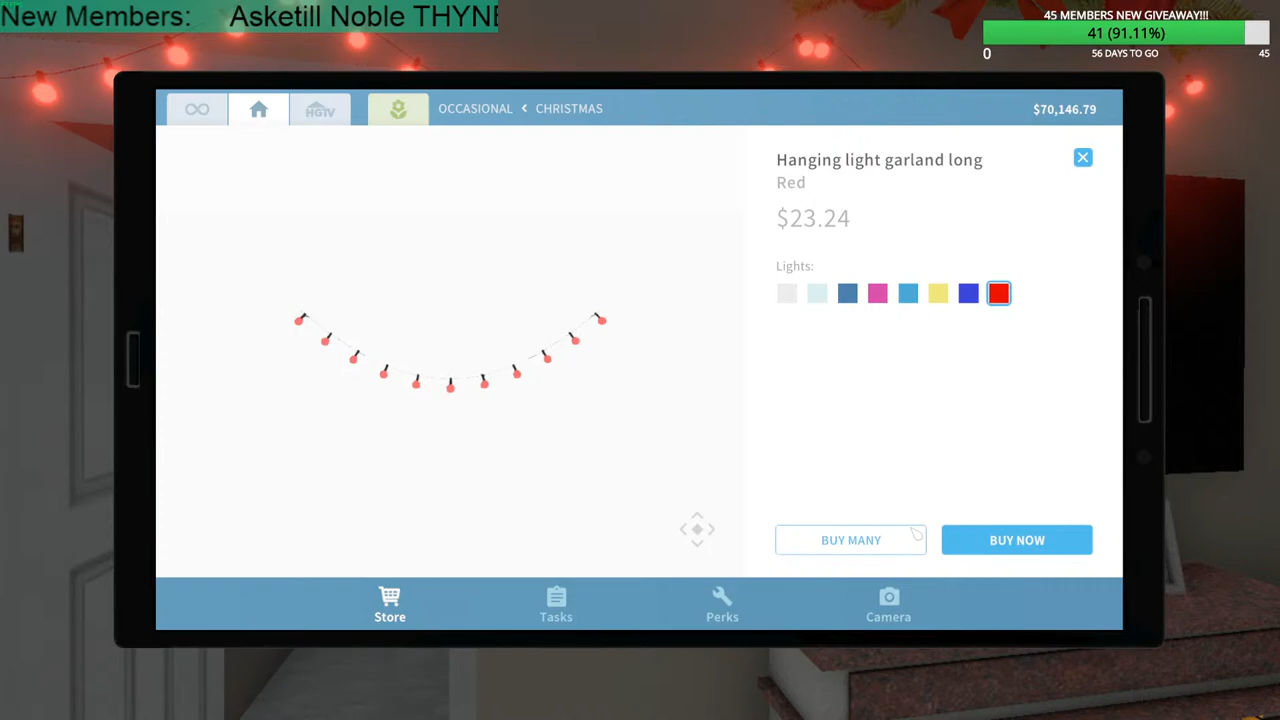 New Members: Asketill Noble THYNE
45 MEMBERS NEW GIVEAWAY!!!
41 (91.11%)
0
56 DAYS TO GO
45
HGTV
OCCASIONAL < CHRISTMAS
$70,146.79
Hanging light garland long
Red
$23.24
Lights:
BUY MANY
BUY NOW
Store
Tasks
Perks
Camera